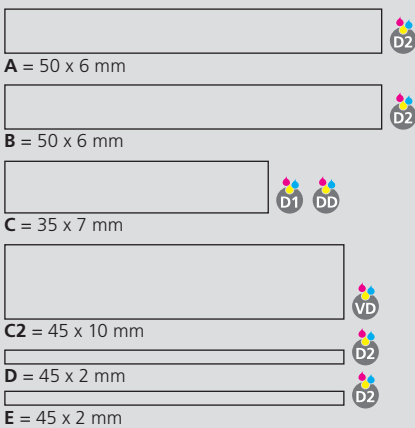 D2
A = 50 x 6 mm
D2
B = 50 x 6 mm
D1 DD
C = 35 x 7 mm
VD
C2 = 45 x 10 mm
D2
D = 45 x 2 mm
D2
E = 45 x 2 mm